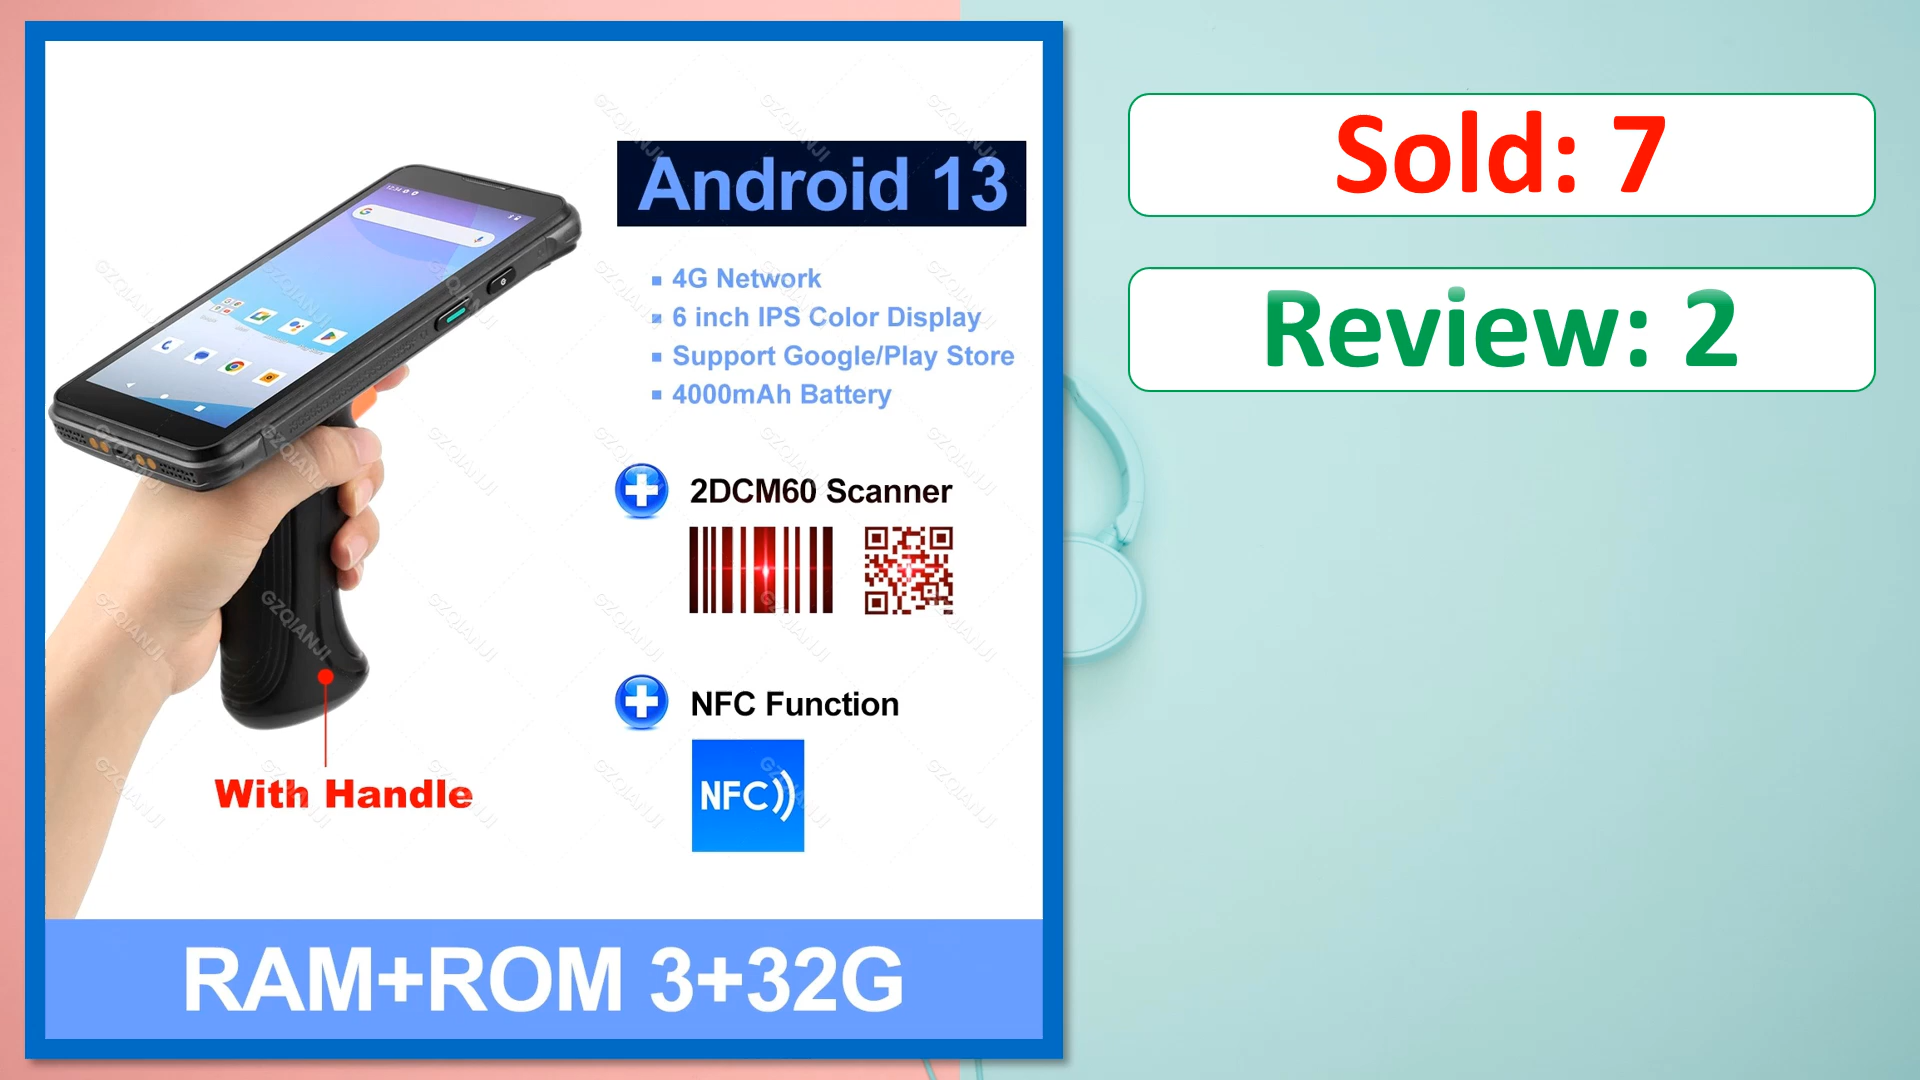 Android 13
4G Network
6 inch IPS Color Display
Support Google/Play Store
4000mAh Battery
2DCM60 Scanner
NFC Function
NFC
With Handle
RAM+ROM 3+32G
GZQIANJI
Sold: 7
Review: 2